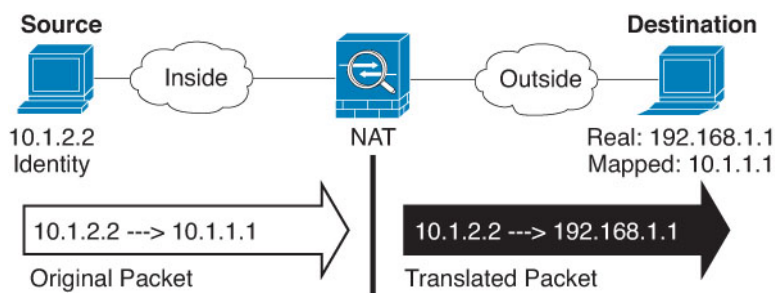 Source
Destination
Inside
Outside
10.1.2.2
Identity
NAT
Real: 192.168.1.1
Mapped: 10.1.1.1
10.1.2.2 ---> 10.1.1.1
10.1.2.2 ---> 192.168.1.1
Original Packet
Translated Packet